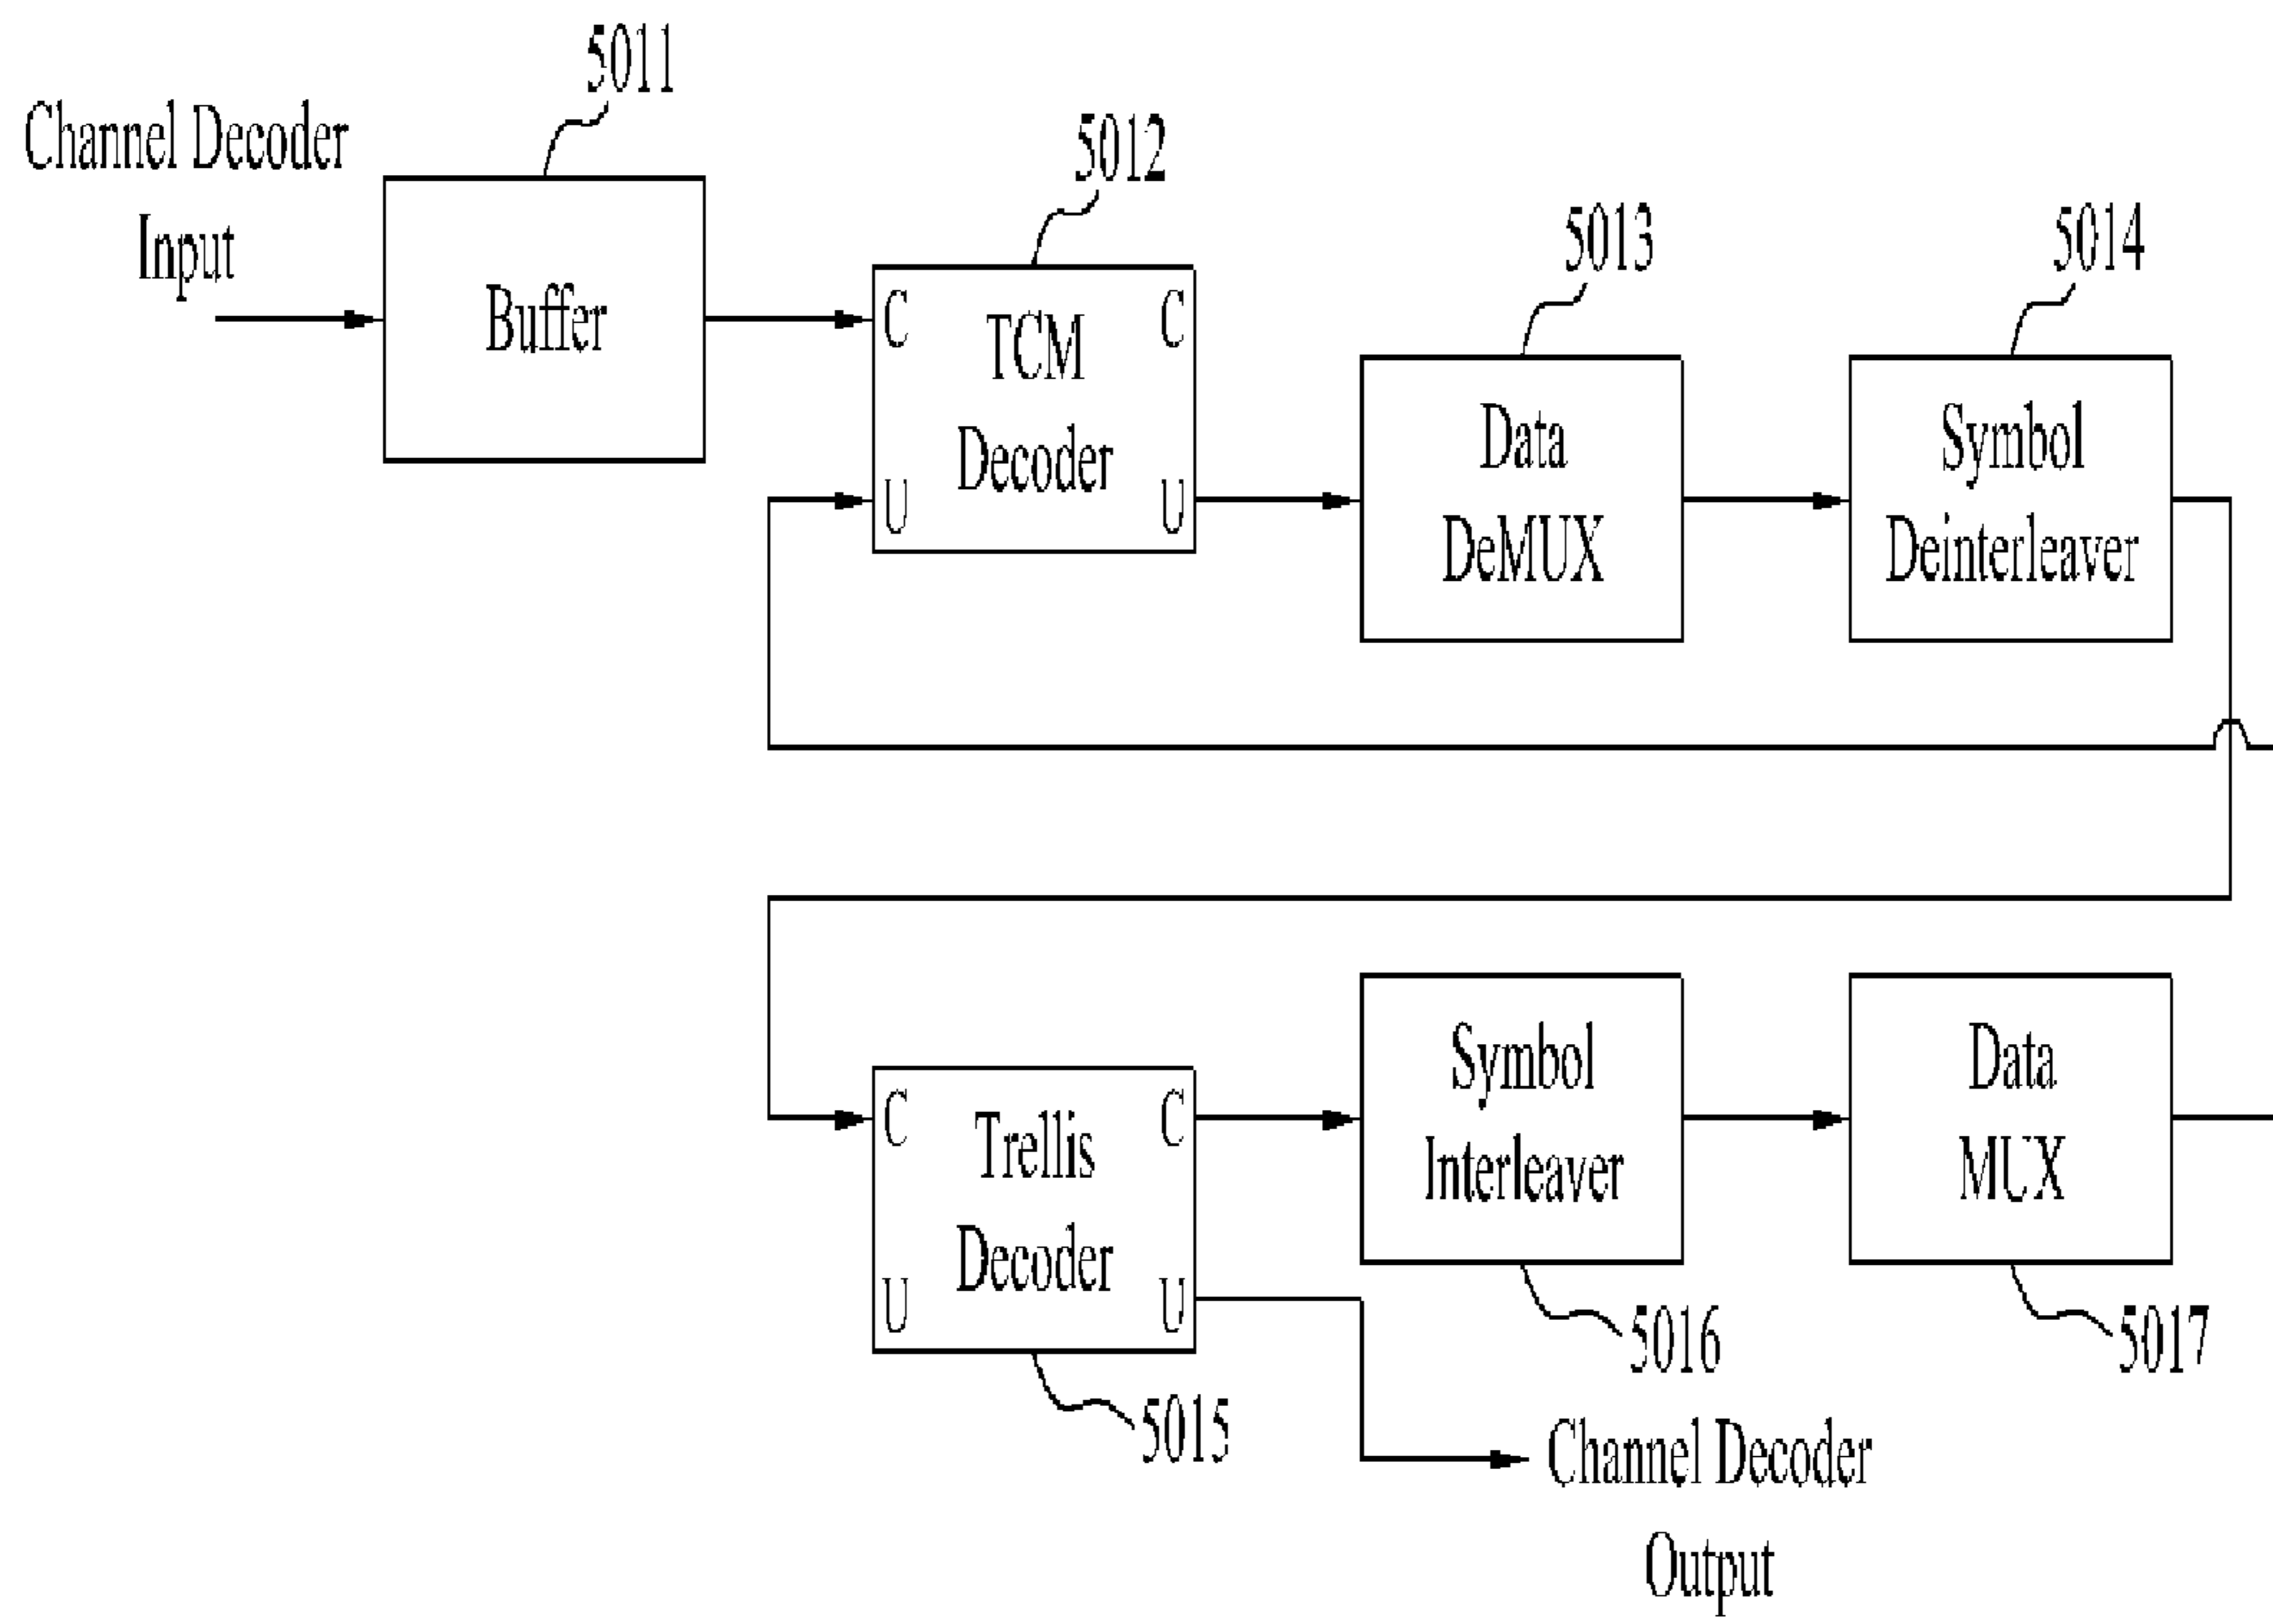 5011
Channel Decoder
Input
Buffer
5012
C
C
TCM
Decoder
U
U
5013
Data
DeMUX
5014
Symbol
Deinterleaver
C
C
Trellis
Decoder
U
U
5015
Symbol
Interleaver
5016
Data
MUX
5017
Channel Decoder
Output